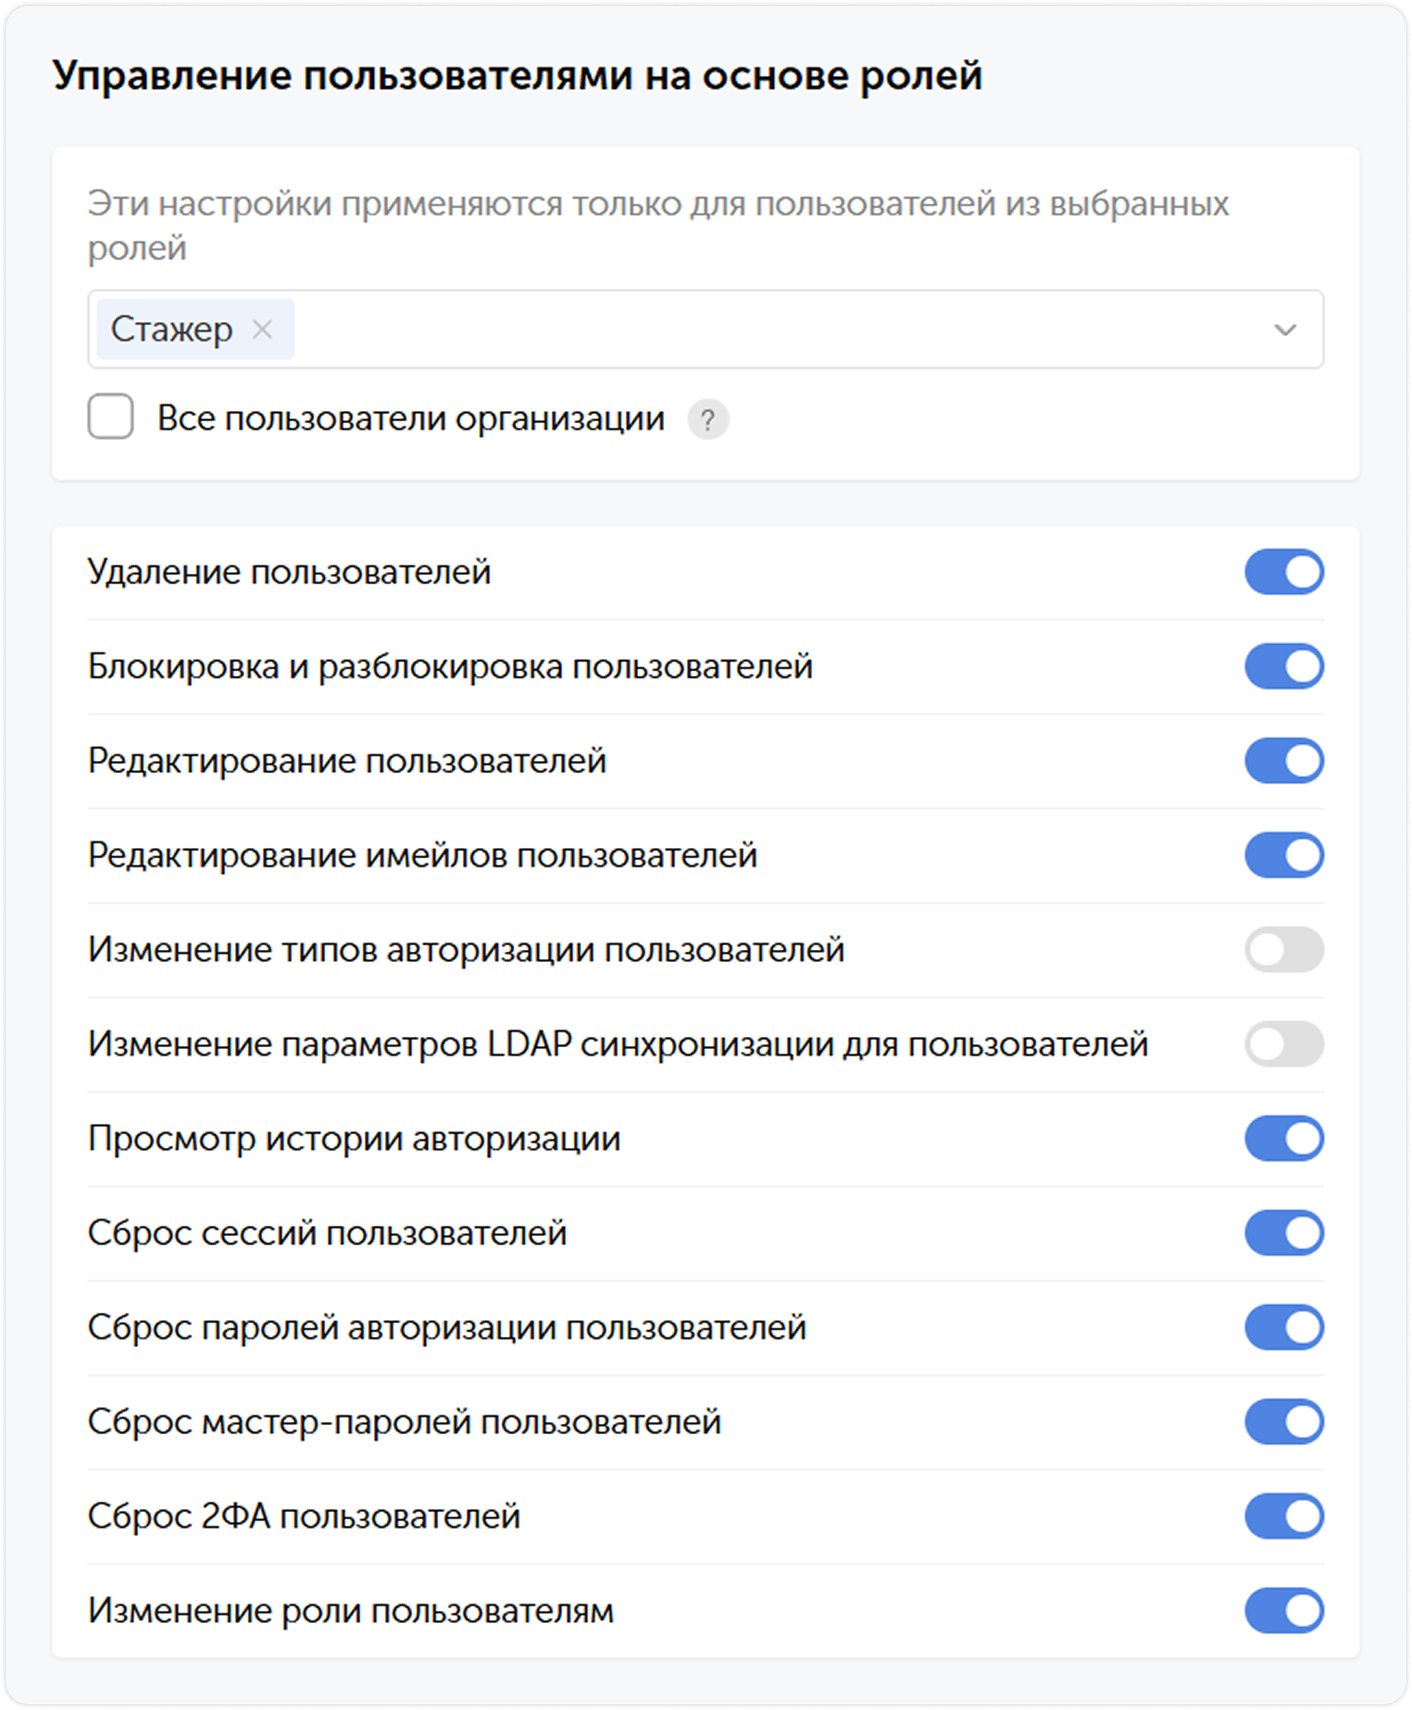 Управление пользователями на основе ролей
Эти настройки применяются только для пользователей из выбранных
ролей
Стажер
Все пользователи организации ?
Удаление пользователей
Блокировка и разблокировка пользователей
Редактирование пользователей
Редактирование имейлов пользователей
Изменение типов авторизации пользователей
Изменение параметров LDAP синхронизации для пользователей
Просмотр истории авторизации
Сброс сессий пользователей
Сброс паролей авторизации пользователей
Сброс мастер-паролей пользователей
Сброс 2ФА пользователей
Изменение роли пользователям